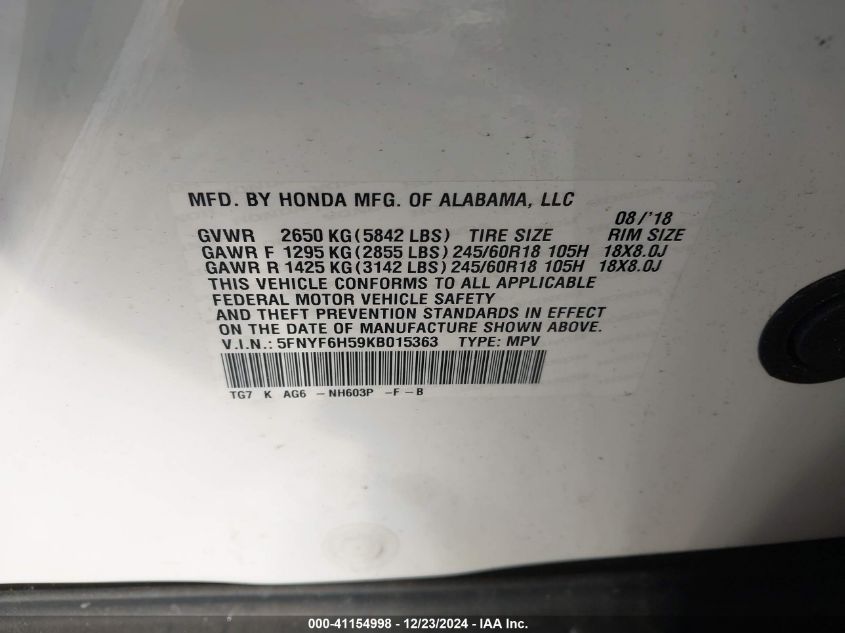 MFD. BY HONDA MFG. OF ALABAMA, LLC
08/'18
GVWR 2650 KG(5842 LBS) TIRE SIZE RIM SIZE
GAWR F 1295 KG(2855 LBS) 245/60R18 105H 18X8.0J
GAWR R 1425 KG(3142 LBS) 245/60R18 105H 18X8.0J
THIS VEHICLE CONFORMS TO ALL APPLICABLE
FEDERAL MOTOR VEHICLE SAFETY
AND THEFT PREVENTION STANDARDS IN EFFECT
ON THE DATE OF MANUFACTURE SHOWN ABOVE.
V.I.N.: 5FNYF6H59KB015363 TYPE: MPV
TG7 K AG6 -NH603P -F-B
000-41154998 - 12/23/2024 - IAA Inc.